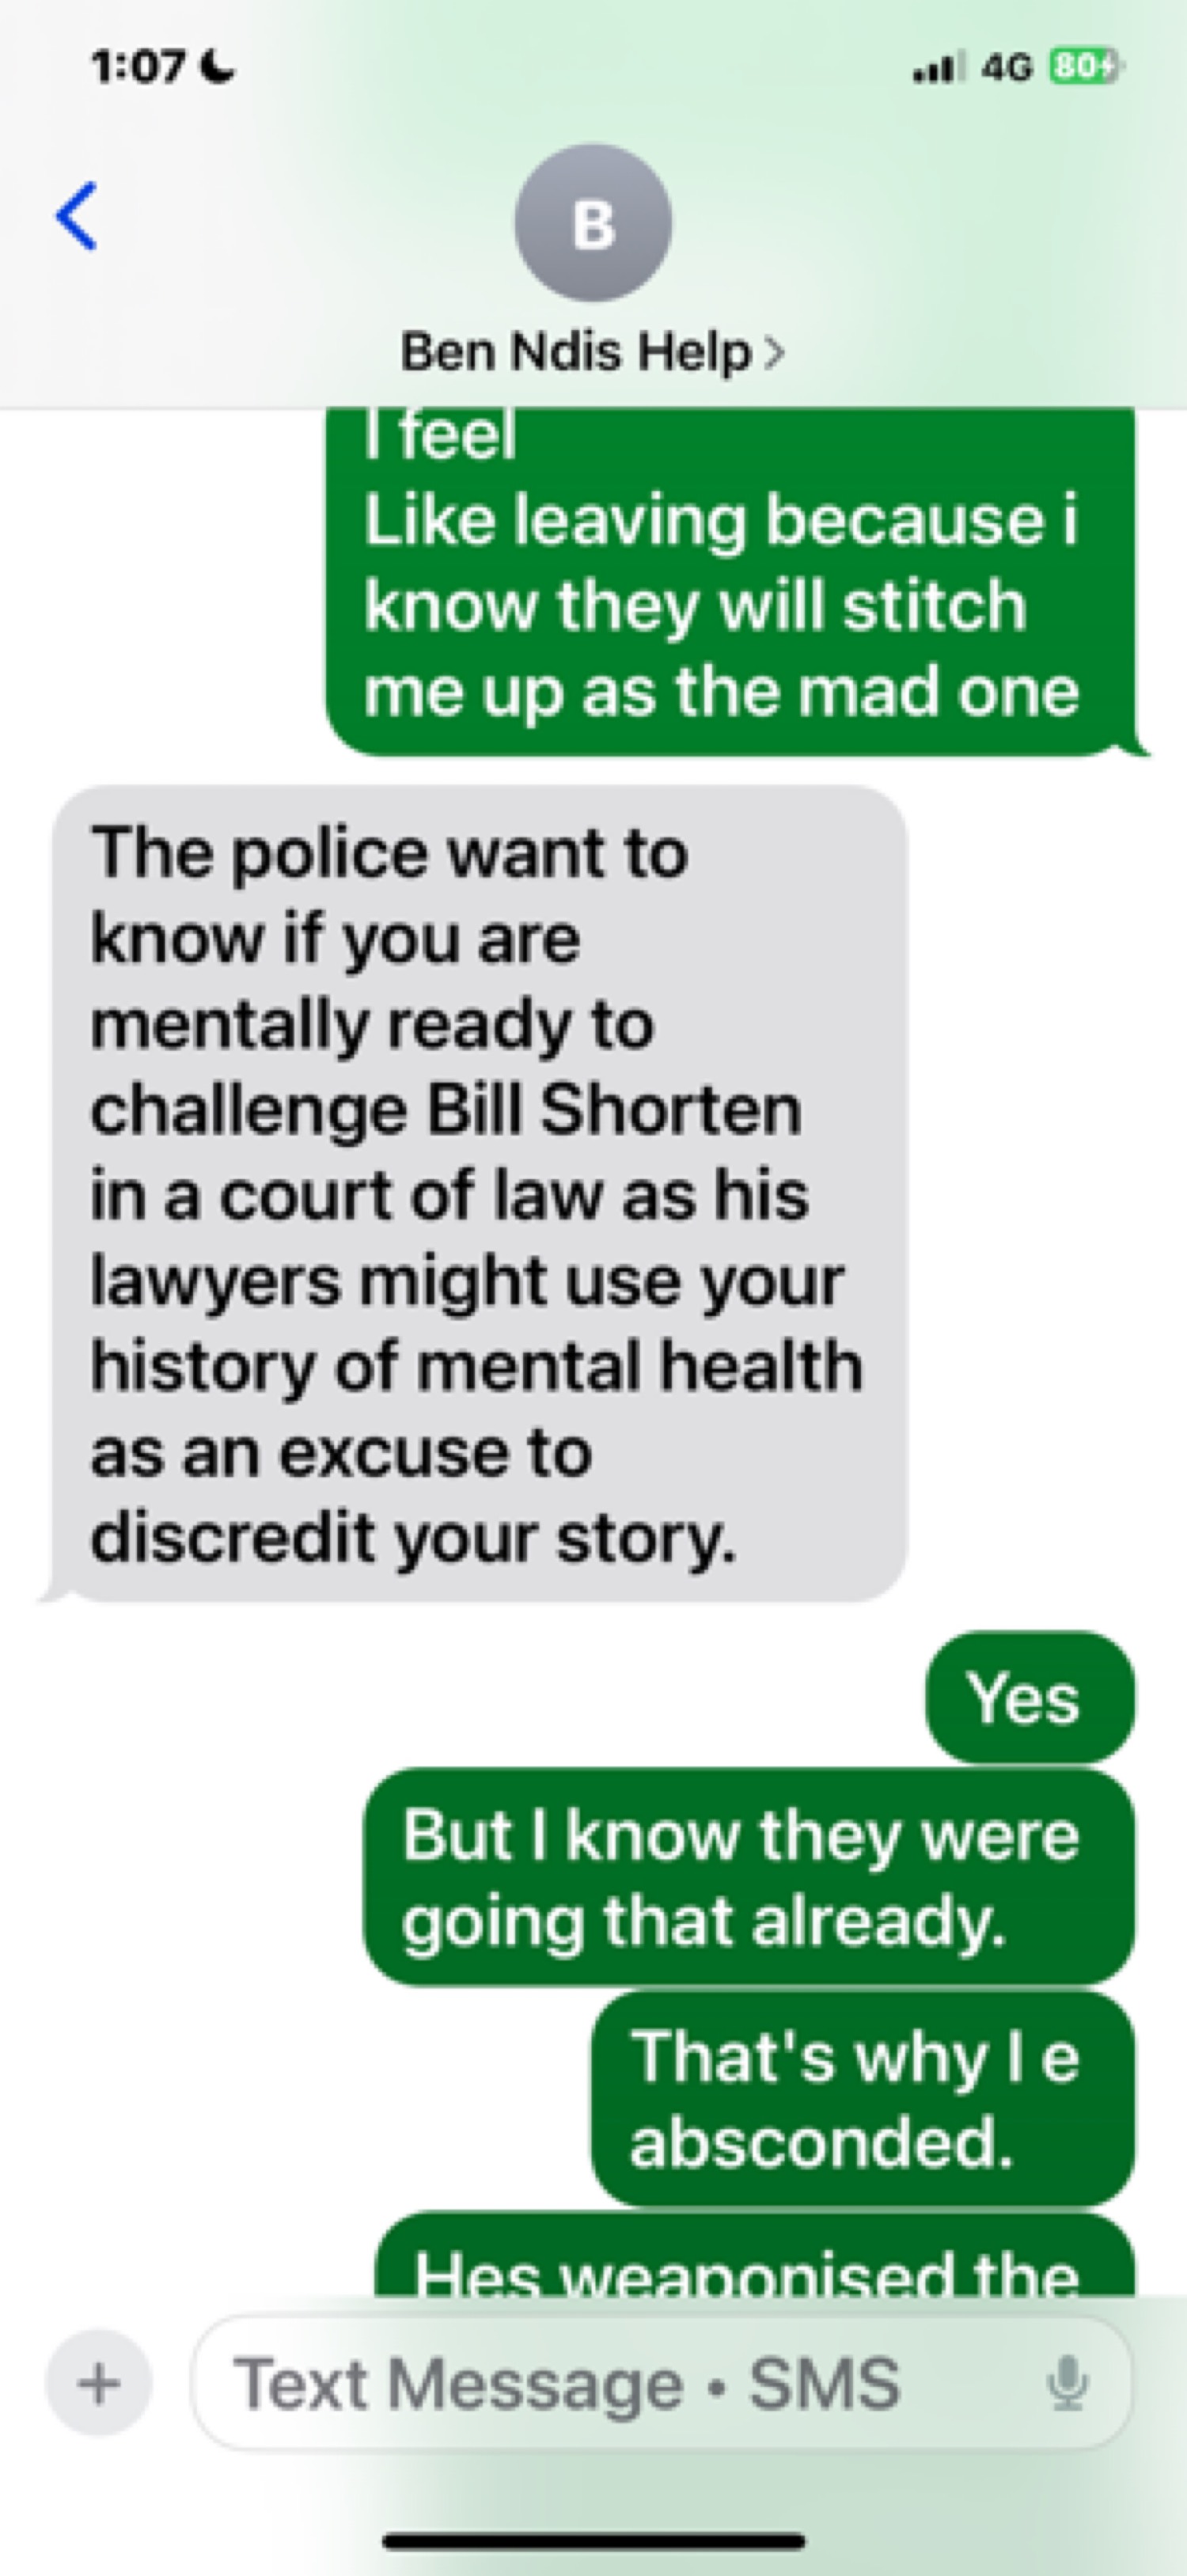 1:07
4G 80
B
Ben Ndis Help
I feel
Like leaving because i
know they will stitch
me up as the mad one
The police want to
know if you are
mentally ready to
challenge Bill Shorten
in a court of law as his
lawyers might use your
history of mental health
as an excuse to
discredit your story.
Yes
But I know they were
going that already.
That's why I e
absconded.
Hes weaponised the
Text Message • SMS